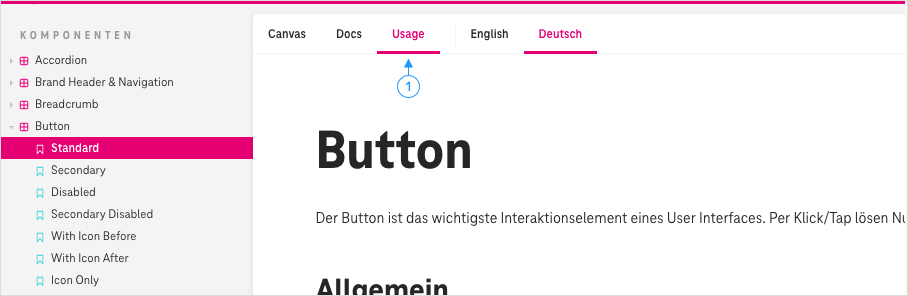 KOMPONENTEN
Accordion
Brand Header & Navigation
Breadcrumb
Button
Standard
Secondary
Disabled
Secondary Disabled
With Icon Before
With Icon After
Icon Only
Canvas Docs Usage English Deutsch
1
Button
Der Button ist das wichtigste Interaktionselement eines User Interfaces. Per Klick/Tap lösen
Allgemein